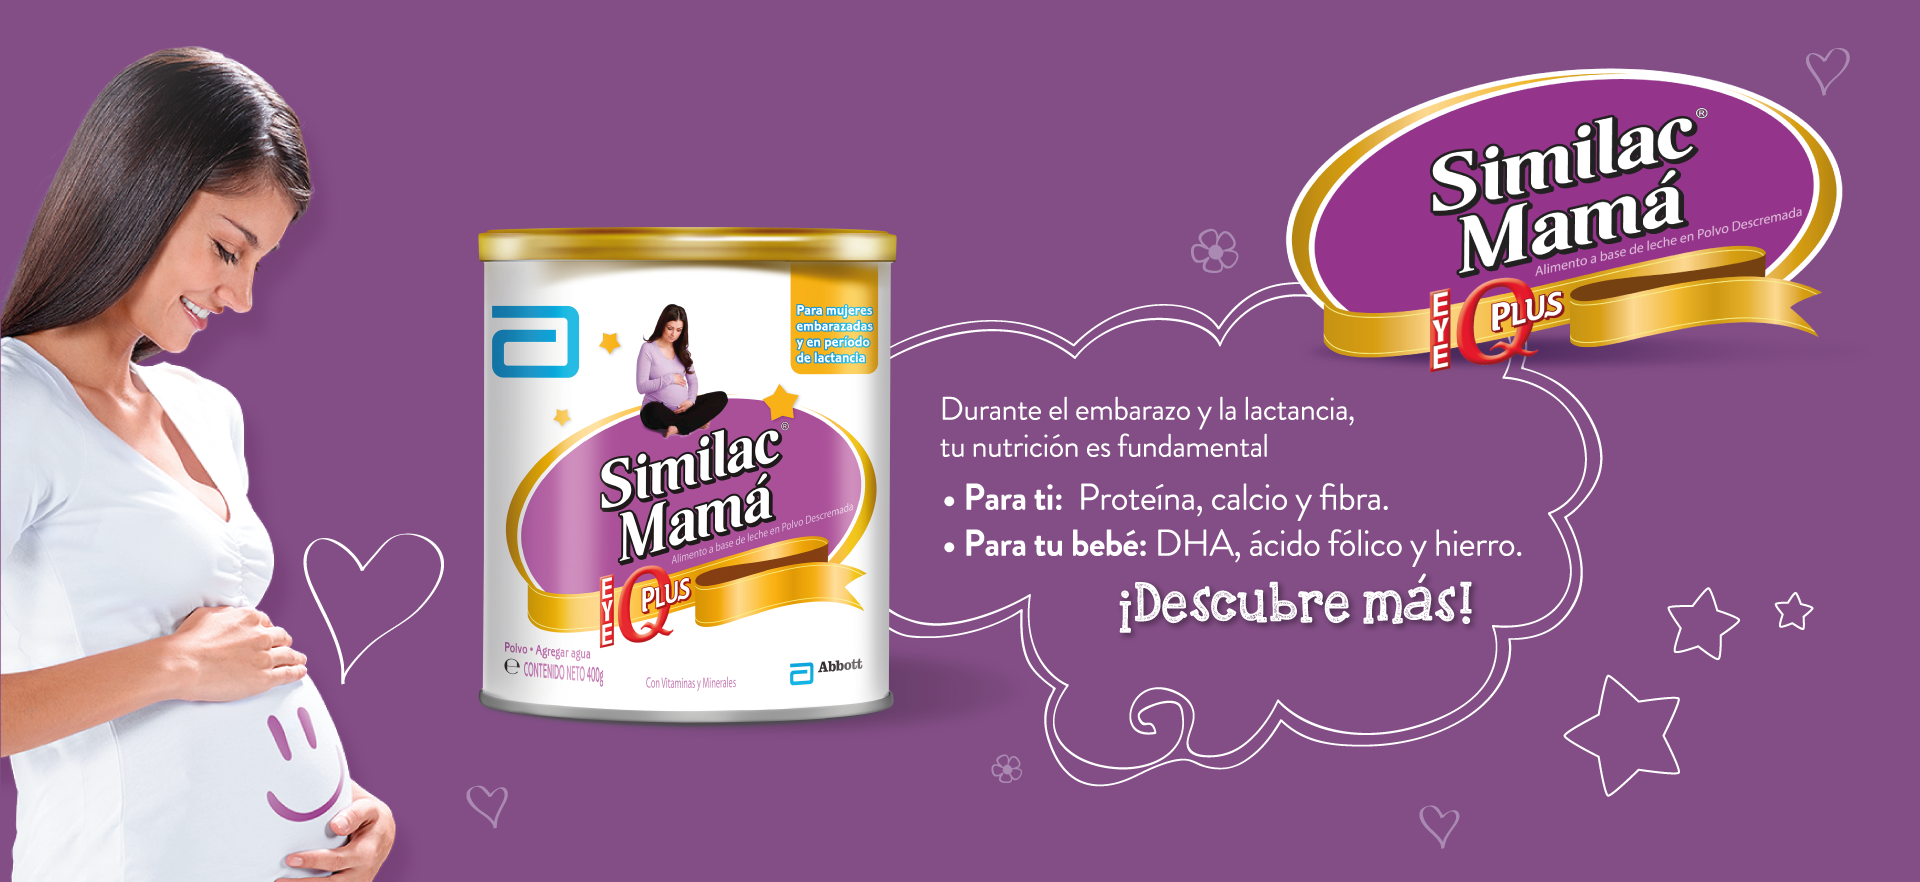 Similac®
Mamá
Alimento a base de leche en Polvo Descremada
EYE Q PLUS
Para mujeres
embarazadas
y en periodo
de lactancia
Similac®
Mamá
Alimento a base de leche en Polvo Descremada
EYE Q PLUS
Polvo • Agregar agua
℮ CONTENIDO NETO 400g
Con Vitaminas y Minerales
Abbott
Durante el embarazo y la lactancia,
tu nutrición es fundamental
• Para ti: Proteína, calcio y fibra.
• Para tu bebé: DHA, ácido fólico y hierro.
¡Descubre más!